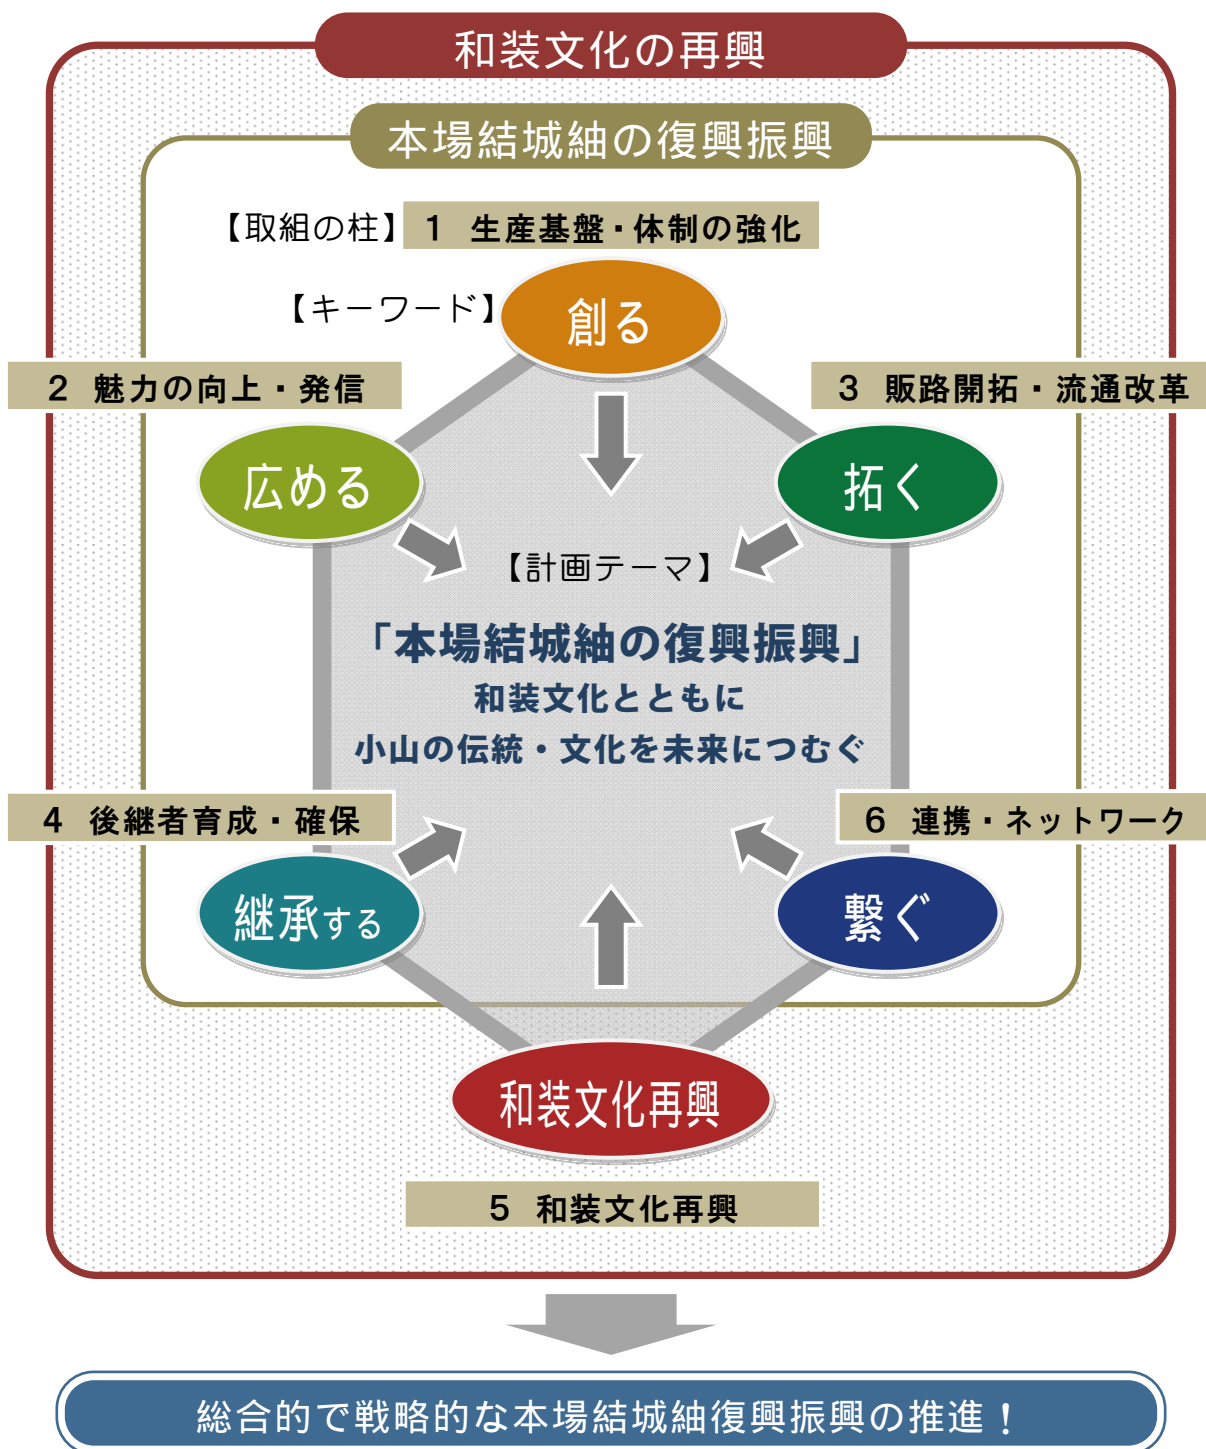 和装文化の再興
本場結城紬の復興振興
【取組の柱】 1 生産基盤・体制の強化
【キーワード】 創る
2 魅力の向上・発信
広める
3 販路開拓・流通改革
拓く
【計画テーマ】
「本場結城紬の復興振興」
和装文化とともに
小山の伝統・文化を未来につむぐ
4 後継者育成・確保
継承する
6 連携・ネットワーク
繋ぐ
和装文化再興
5 和装文化再興
総合的で戦略的な本場結城紬復興振興の推進！